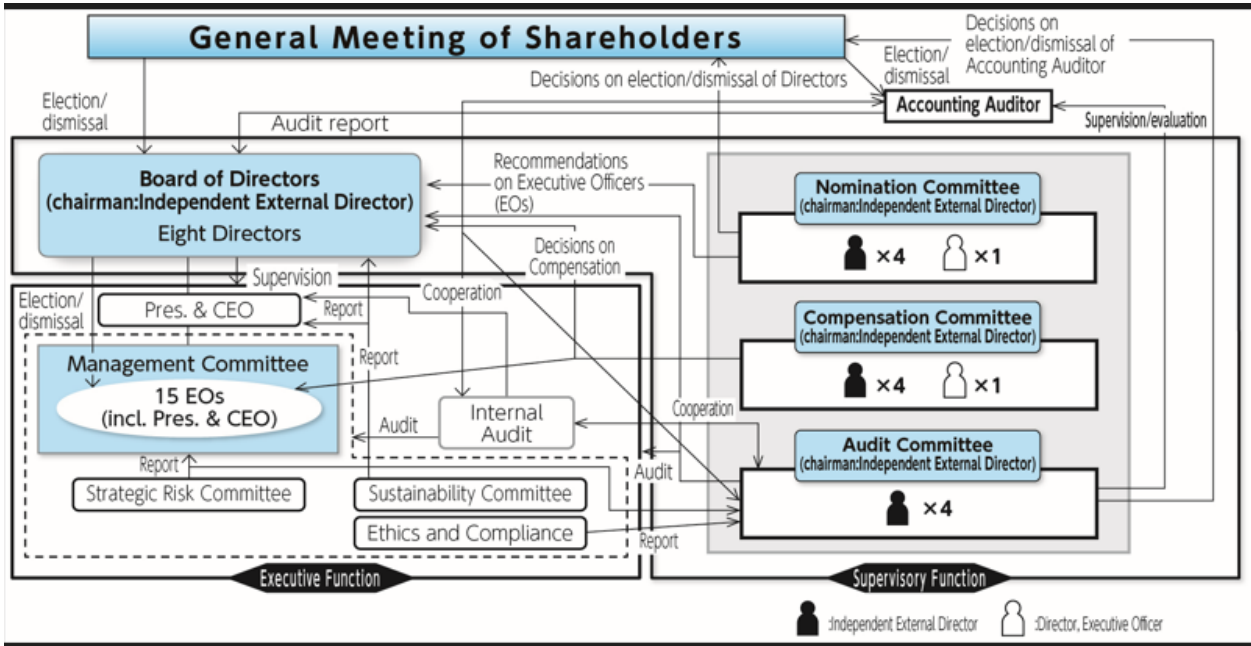 General Meeting of Shareholders
Decisions on
election/dismissal of
Accounting Auditor
Election/
dismissal
Decisions on election/dismissal of Directors
Election/
dismissal
Accounting Auditor
Audit report
Supervision/evaluation
Board of Directors
(chairman:Independent External Director)
Eight Directors
Recommendations
on Executive Officers
(EOs)
Nomination Committee
(chairman:Independent External Director)
×4
×1
Decisions on
Compensation
Supervision
Cooperation
Election/
dismissal
Pres. & CEO
Report
Compensation Committee
(chairman:Independent External Director)
×4
×1
Management Committee
15 EOs
(incl. Pres. & CEO)
Report
Internal
Audit
Audit
Cooperation
Audit Committee
(chairman:Independent External Director)
×4
Report
Audit
Strategic Risk Committee
Sustainability Committee
Ethics and Compliance
Report
Executive Function
Supervisory Function
:Independent External Director
:Director, Executive Officer